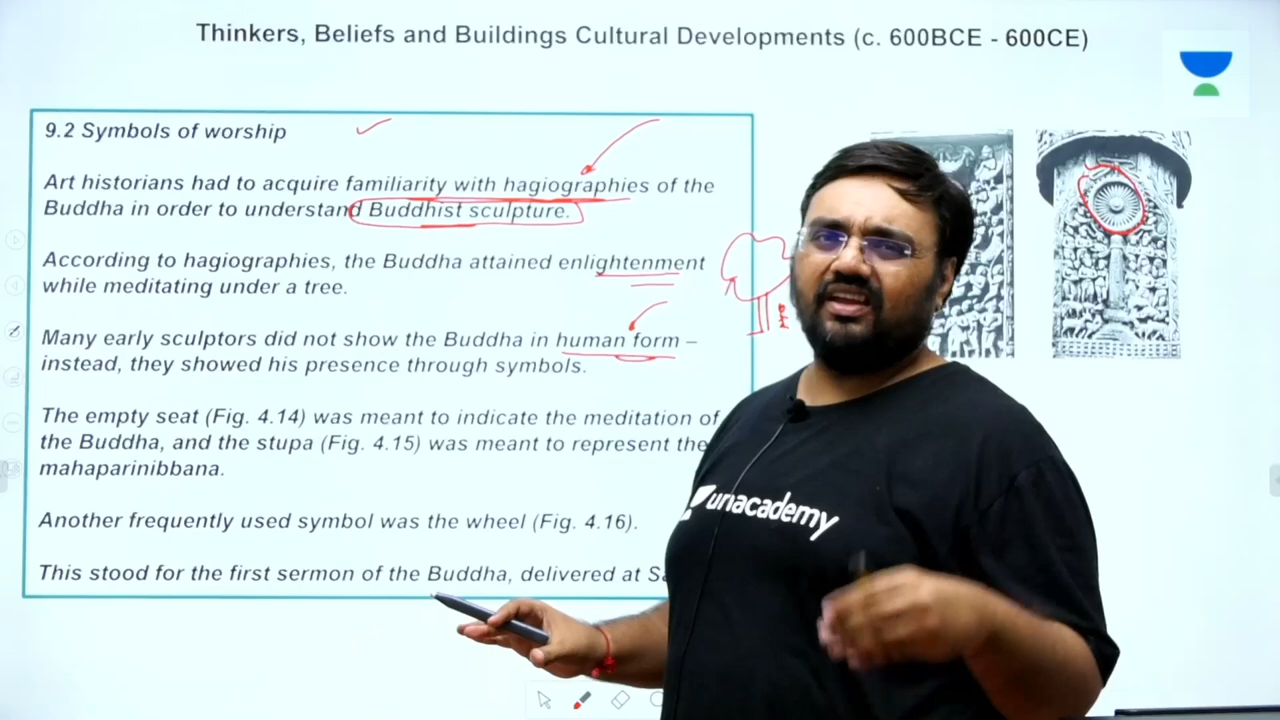 Thinkers, Beliefs and Buildings Cultural Developments (c. 600BCE - 600CE)
9.2 Symbols of worship
Art historians had to acquire familiarity with hagiographies of the
Buddha in order to understand Buddhist sculpture.
According to hagiographies, the Buddha attained enlightenment
while meditating under a tree.
Many early sculptors did not show the Buddha in human form –
instead, they showed his presence through symbols.
The empty seat (Fig. 4.14) was meant to indicate the meditation of
the Buddha, and the stupa (Fig. 4.15) was meant to represent the
mahaparinibbana.
Another frequently used symbol was the wheel (Fig. 4.16).
This stood for the first sermon of the Buddha, delivered at
unacademy